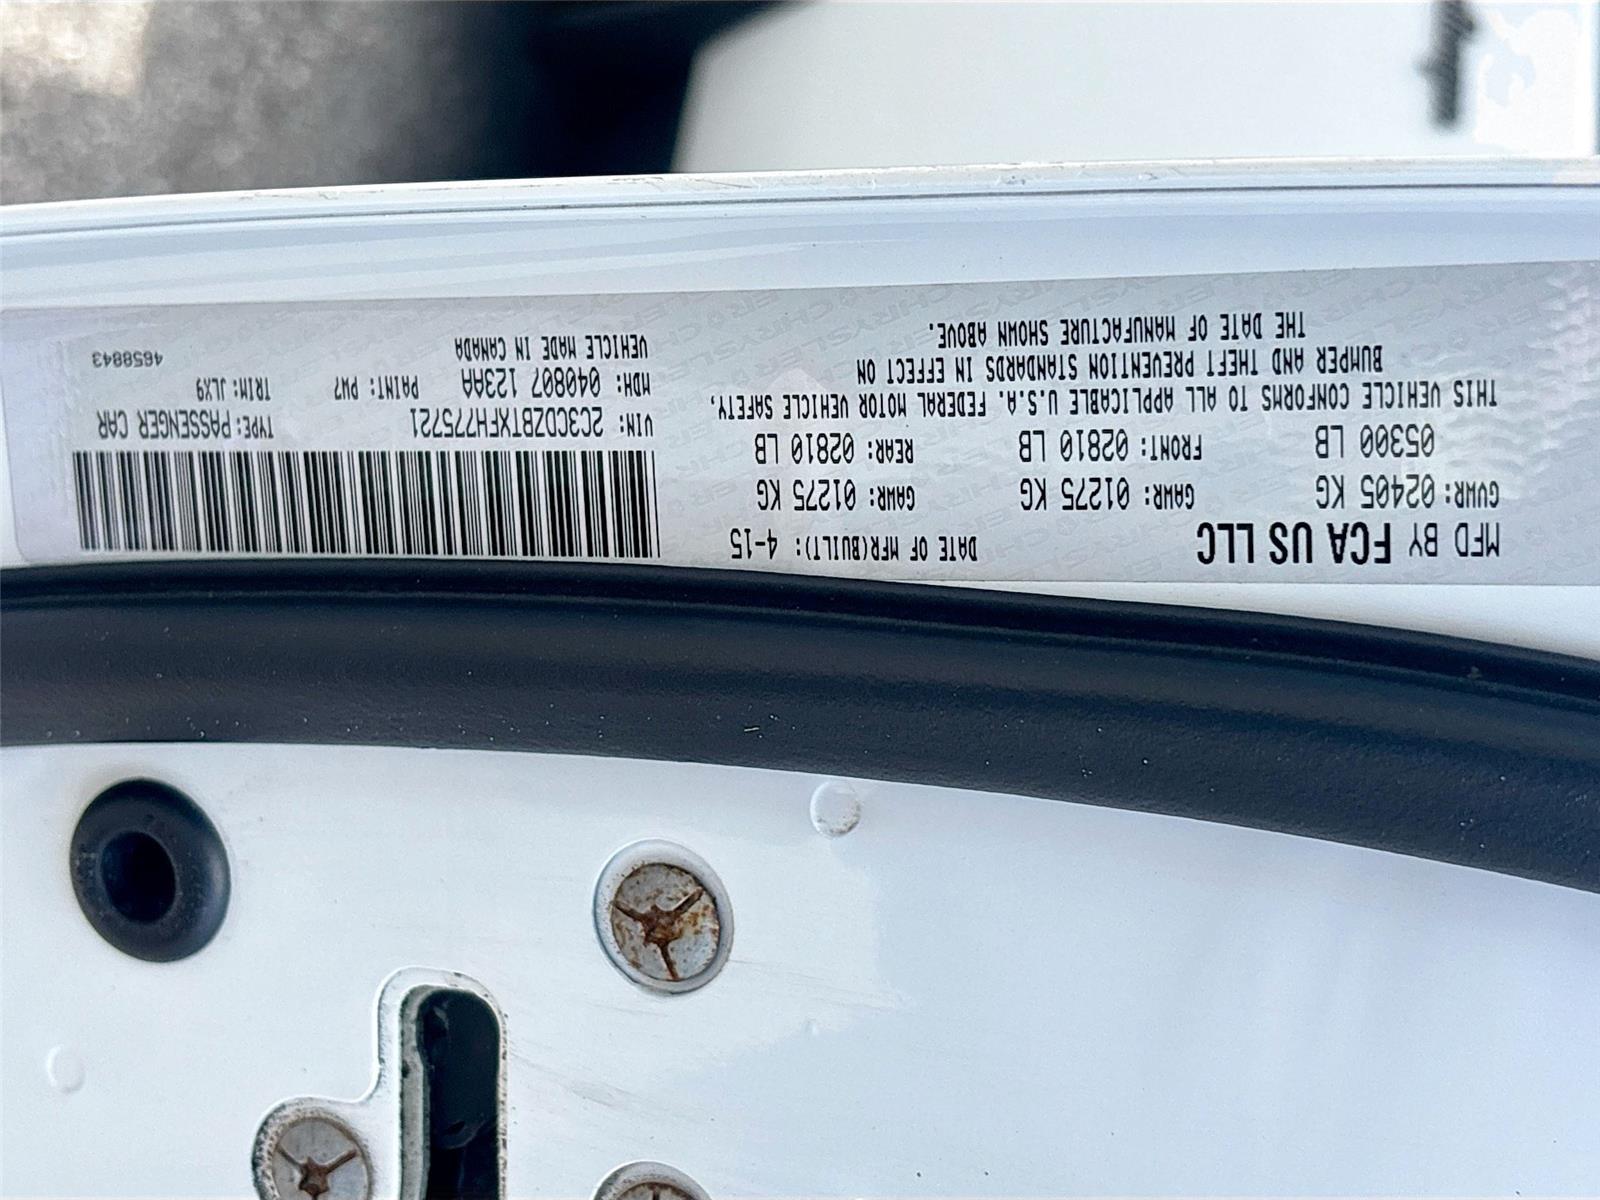 MFD BY FCA US LLC
DATE OF MFR(BUILT): 4-15
GVWR: 02405 KG GAWR: 01275 KG GAWR: 01275 KG
05300 LB FRONT: 02810 LB REAR: 02810 LB
THIS VEHICLE CONFORMS TO ALL APPLICABLE U.S.A. FEDERAL MOTOR VEHICLE SAFETY,
BUMPER AND THEFT PREVENTION STANDARDS IN EFFECT ON
THE DATE OF MANUFACTURE SHOWN ABOVE.
VIN: 2C3CDZBTXFH775721 TYPE: PASSENGER CAR
MDH: 040807 123AA PAINT: PW7 TRIM: JLX9
VEHICLE MADE IN CANADA 4658843